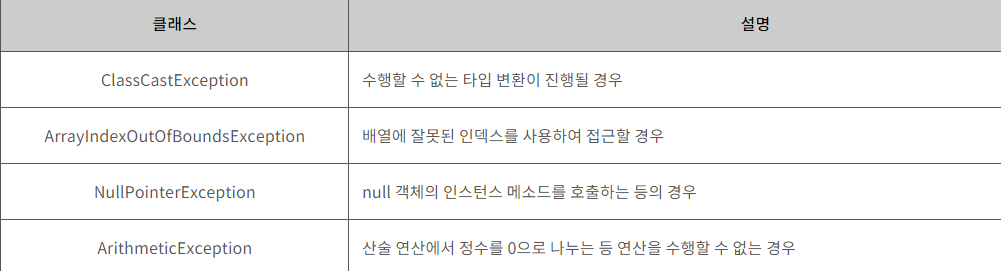 클래스 설명
ClassCastException 수행할 수 없는 타입 변환이 진행될 경우
ArrayIndexOutOfBoundsException 배열에 잘못된 인덱스를 사용하여 접근할 경우
NullPointerException null 객체의 인스턴스 메소드를 호출하는 등의 경우
ArithmeticException 산술 연산에서 정수를 0으로 나누는 등 연산을 수행할 수 없는 경우